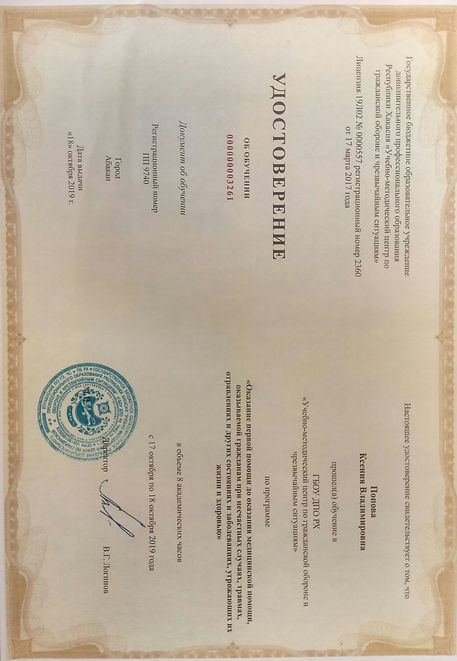 Государственное бюджетное образовательное учреждение
дополнительного профессионального образования
Республики Хакасия «Учебно-методический центр по
гражданской обороне и чрезвычайным ситуациям»
Лицензия 19Л02 № 0000557 регистрационный номер 2360
от 17 марта 2017 года
УДОСТОВЕРЕНИЕ
ОБ ОБУЧЕНИИ
000000003261
Документ об обучении
Регистрационный номер
ПП 9740
Город
Абакан
Дата выдачи
«18» октября 2019 г.
Настоящее удостоверение свидетельствует о том, что
Попова
Ксения Владимировна
прошел(а) обучение в
ГБОУ ДПО РХ
«Учебно-методический центр по гражданской обороне и
чрезвычайным ситуациям»
по программе
«Оказание первой помощи до оказания медицинской помощи,
оказываемой гражданам при несчастных случаях, травмах,
отравлениях и других состояниях и заболеваниях, угрожающих их
жизни и здоровью»
в объеме 8 академических часов
с 17 октября по 18 октября 2019 года
Директор В.Г. Логинов